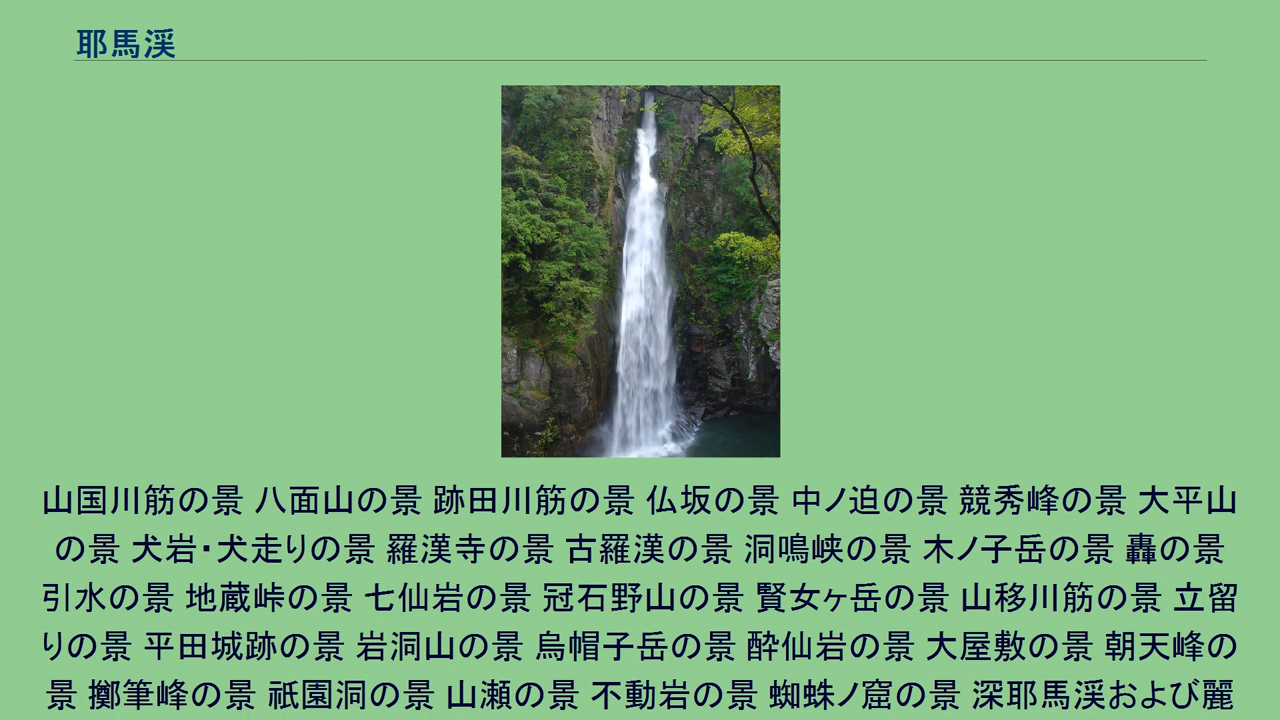 耶馬渓
山国川筋の景 八面山の景 跡田川筋の景 仏坂の景 中ノ迫の景 競秀峰の景 大平山
の景 犬岩・犬走りの景 羅漢寺の景 古羅漢の景 洞鳴峡の景 木ノ子岳の景 轟の景
引水の景 地蔵峠の景 七仙岩の景 冠石野山の景 賢女ヶ岳の景 山移川筋の景 立留
りの景 平田城跡の景 岩洞山の景 烏帽子岳の景 酔仙岩の景 大屋敷の景 朝天峰の
景 擲筆峰の景 祇園洞の景 山瀬の景 不動岩の景 蜘蛛ノ窟の景 深耶馬渓および麗